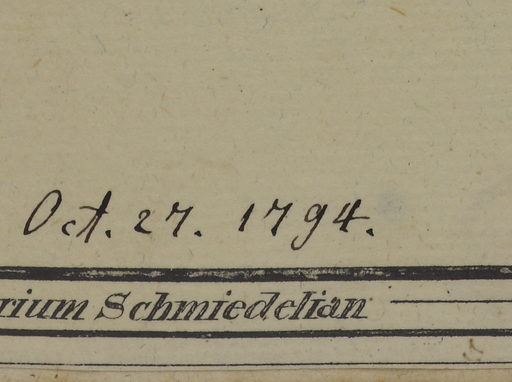 Oct. 27. 1794.
rium Schmiedelian